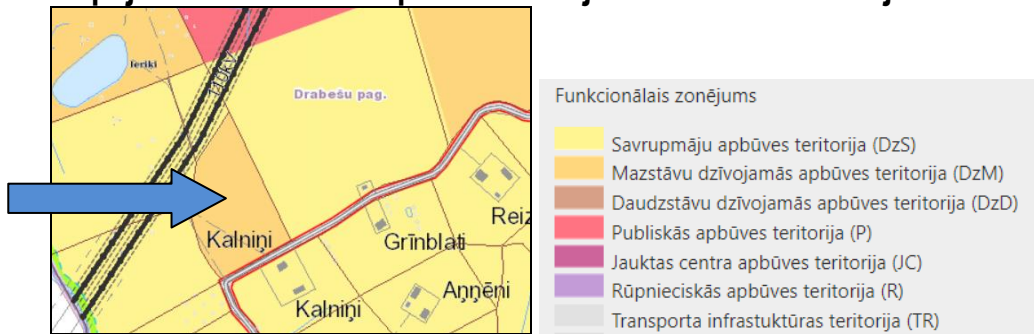 Ieriķi
110kV
Drabešu pag.
Kalniņi
Grīnblati
Kalniņi
Aņņēni
Funkcionālais zonējums
Savrupmāju apbūves teritorija (DzS)
Mazstāvu dzīvojamās apbūves teritorija (DzM)
Daudzstāvu dzīvojamās apbūves teritorija (DzD)
Publiskās apbūves teritorija (P)
Jauktas centra apbūves teritorija (JC)
Rūpnieciskās apbūves teritorija (R)
Transporta infrastuktūras teritorija (TR)